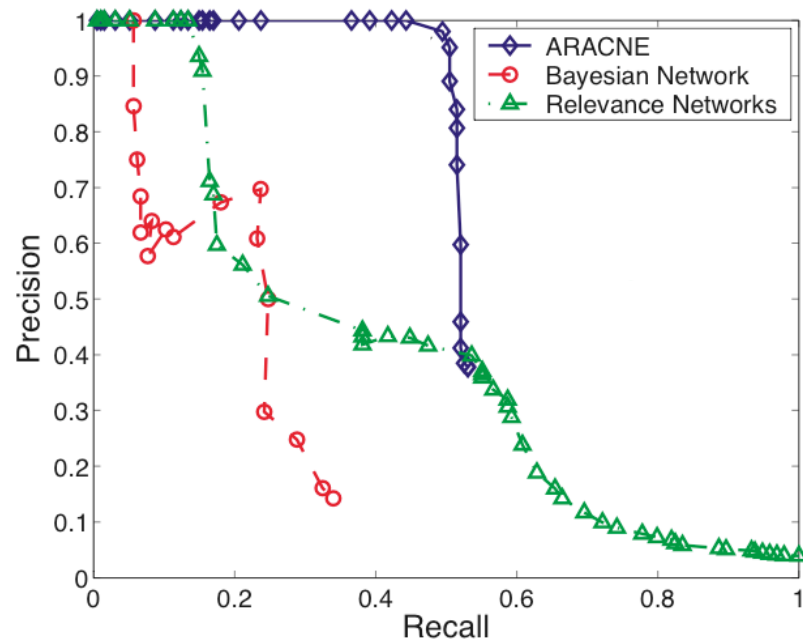 1
0.9
0.8
0.7
0.6
0.5
0.4
0.3
0.2
0.1
0
Precision
ARACNE
Bayesian Network
Relevance Networks
0 0.2 0.4 0.6 0.8 1
Recall